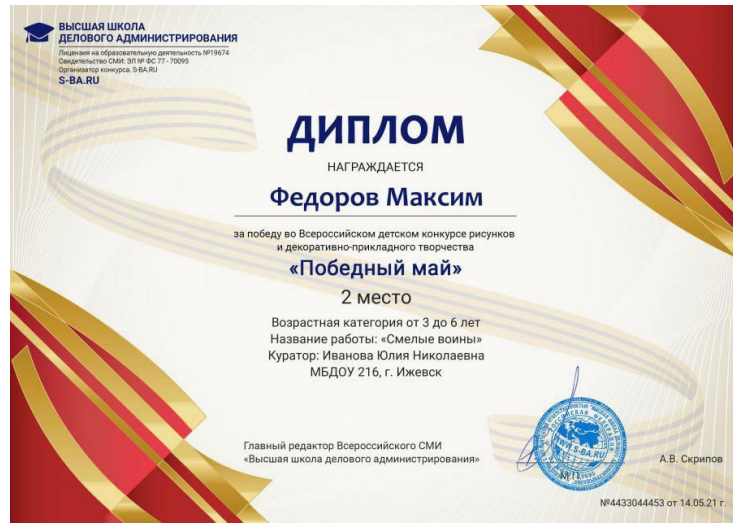 ВЫСШАЯ ШКОЛА
ДЕЛОВОГО АДМИНИСТРИРОВАНИЯ
Лицензия на образовательную деятельность №19674
Свидетельство СМИ: ЭЛ № ФС 77 - 70095
Организатор конкурса. S-BA.RU
S-BA.RU
ДИПЛОМ
НАГРАЖДАЕТСЯ
Федоров Максим
за победу во Всероссийском детском конкурсе рисунков
и декоративно-прикладного творчества
«Победный май»
2 место
Возрастная категория от 3 до 6 лет
Название работы: «Смелые воины»
Куратор: Иванова Юлия Николаевна
МБДОУ 216, г. Ижевск
Главный редактор Всероссийского СМИ
«Высшая школа делового администрирования»
WWW.S-BA.RU
М.П.
А.В. Скрипов
№4433044453 от 14.05.21 г.